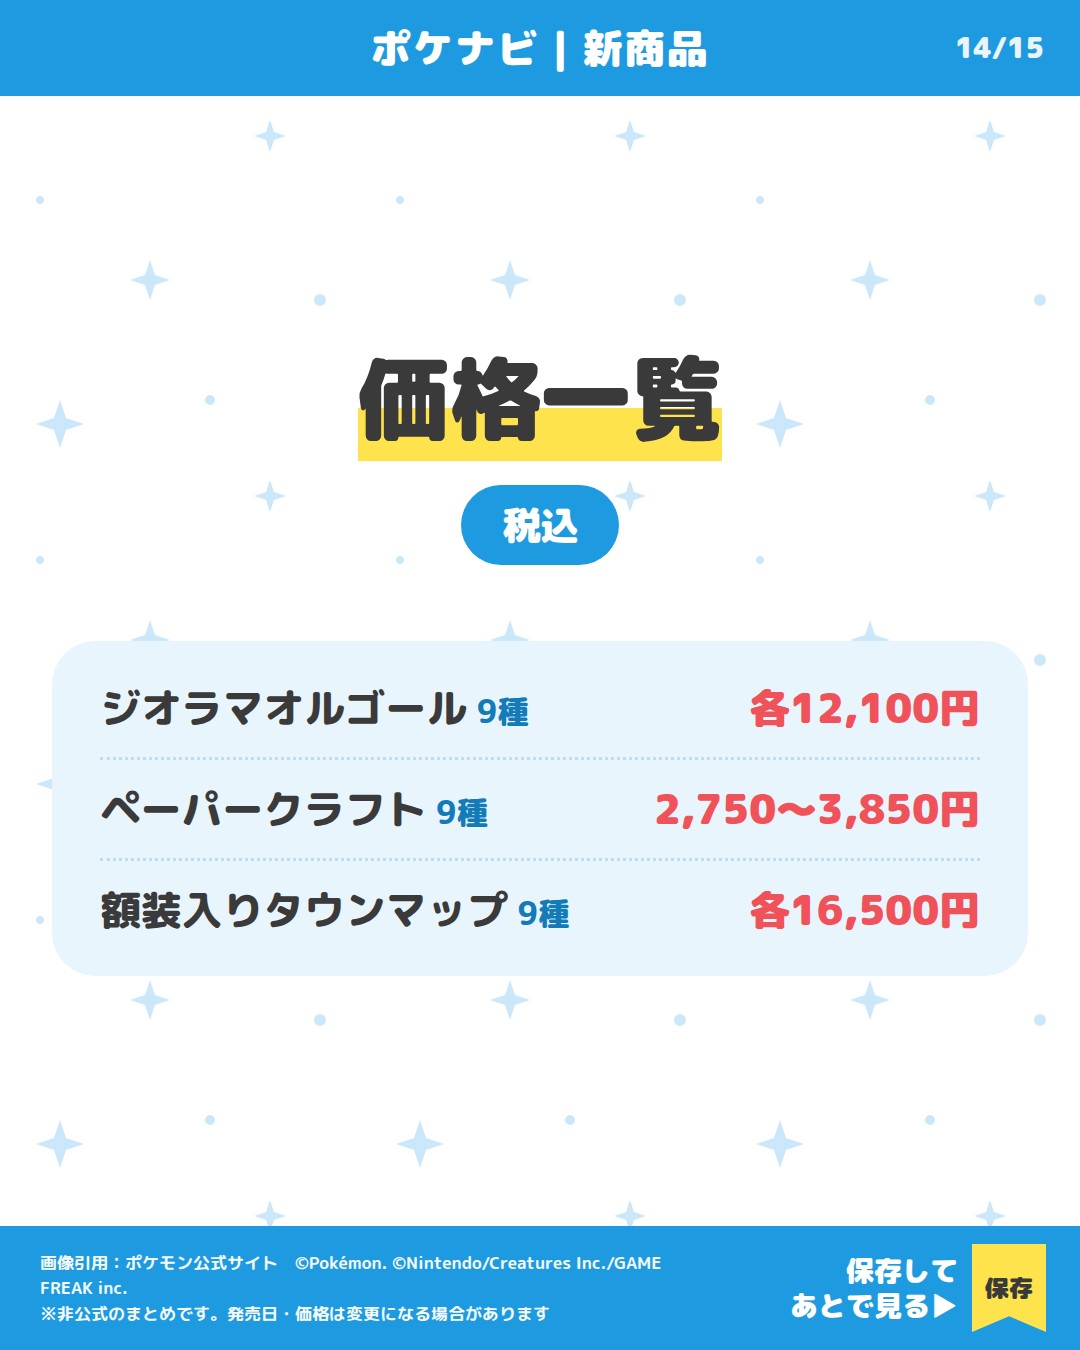 ポケナビ | 新商品
14/15
価格一覧
税込
ジオラマオルゴール 9種 各12,100円
ペーパークラフト 9種 2,750〜3,850円
額装入りタウンマップ 9種 各16,500円
画像引用：ポケモン公式サイト　©Pokémon. ©Nintendo/Creatures Inc./GAME
FREAK inc.
※非公式のまとめです。発売日・価格は変更になる場合があります
保存して
あとで見る▶
保存